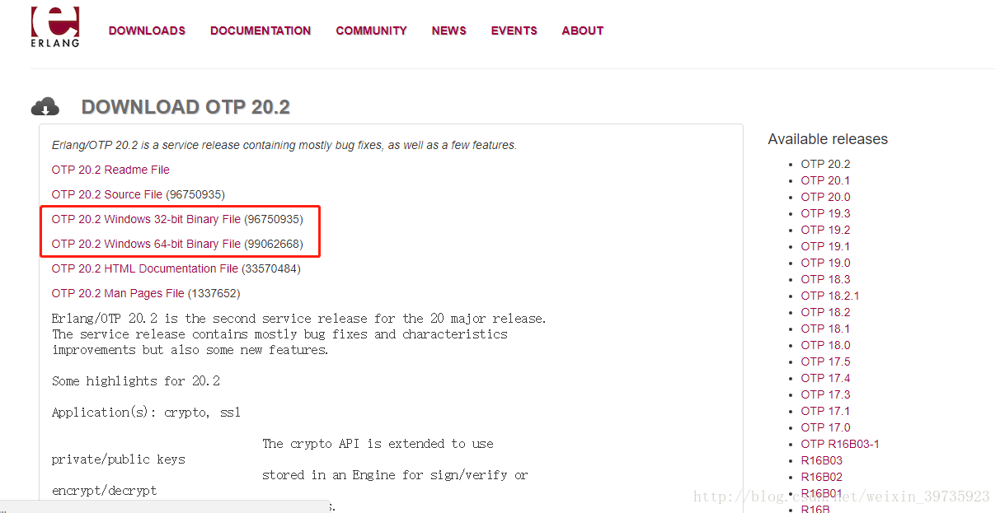 ERLANG
DOWNLOADS DOCUMENTATION COMMUNITY NEWS EVENTS ABOUT
DOWNLOAD OTP 20.2
Erlang/OTP 20.2 is a service release containing mostly bug fixes, as well as a few features.
OTP 20.2 Readme File
OTP 20.2 Source File (96750935)
OTP 20.2 Windows 32-bit Binary File (96750935)
OTP 20.2 Windows 64-bit Binary File (99062668)
OTP 20.2 HTML Documentation File (33570484)
OTP 20.2 Man Pages File (1337652)
Erlang/OTP 20.2 is the second service release for the 20 major release.
The service release contains mostly bug fixes and characteristics
improvements but also some new features.
Some highlights for 20.2
Application(s): crypto, ssl
The crypto API is extended to use
private/public keys
stored in an Engine for sign/verify or
encrypt/decrypt
Available releases
OTP 20.2
OTP 20.1
OTP 20.0
OTP 19.3
OTP 19.2
OTP 19.1
OTP 19.0
OTP 18.3
OTP 18.2.1
OTP 18.2
OTP 18.1
OTP 18.0
OTP 17.5
OTP 17.4
OTP 17.3
OTP 17.1
OTP 17.0
OTP R16B03-1
R16B03
R16B02
R16B01
R16B
http://blog.csdn.net/weixin_39735923